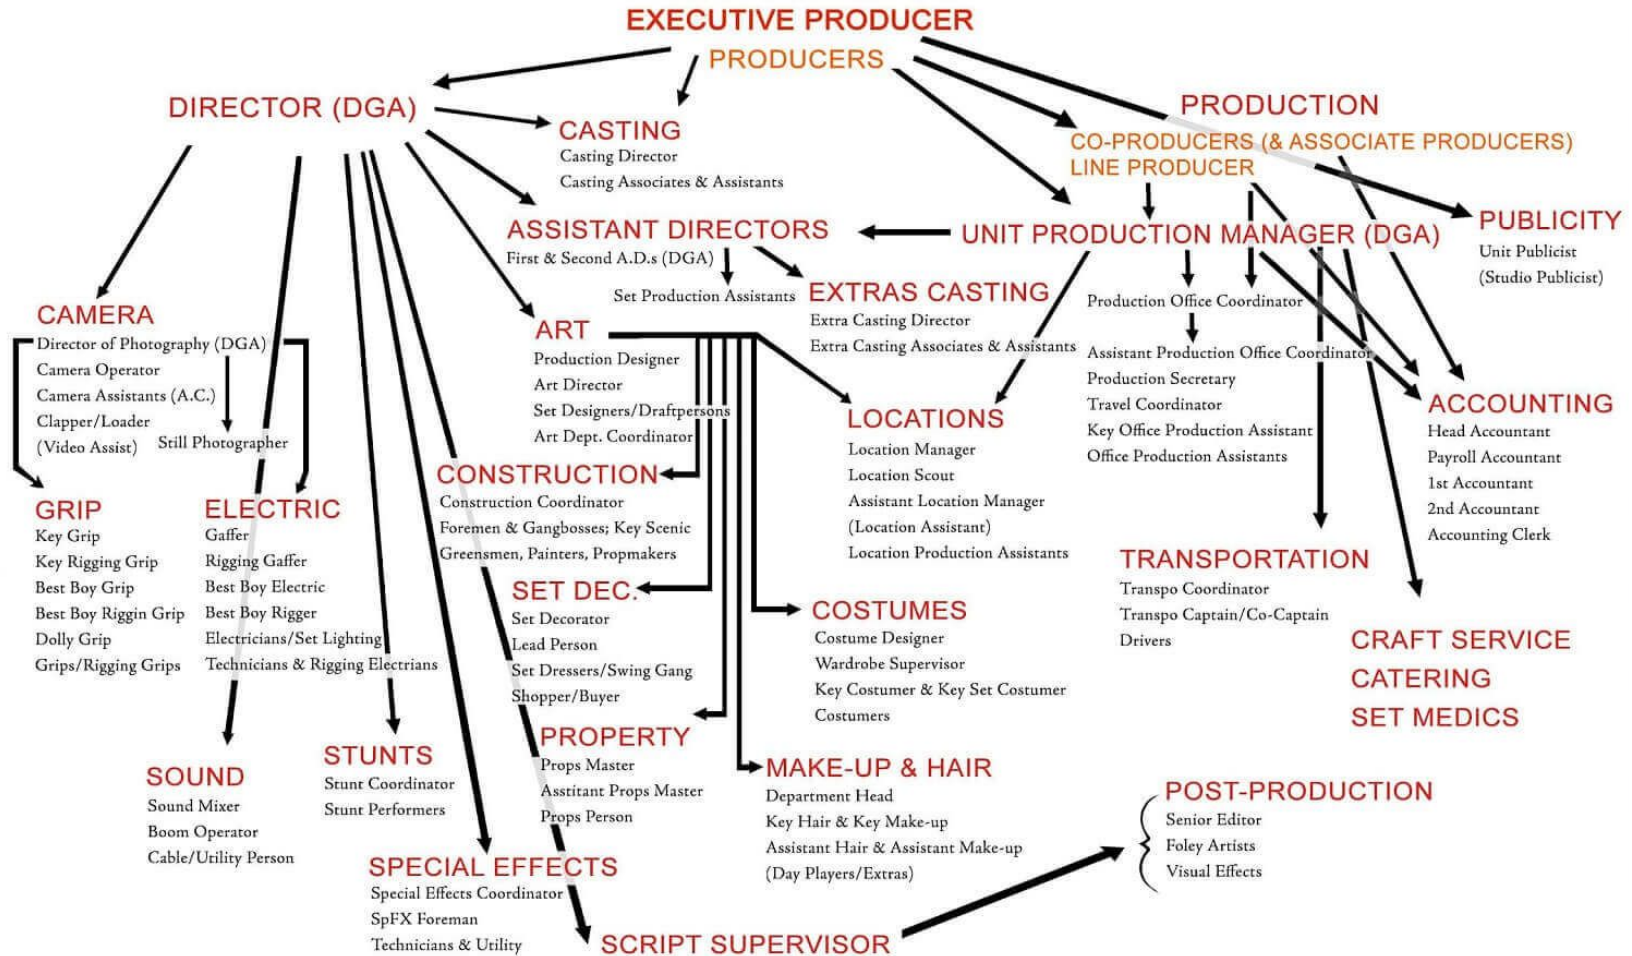 EXECUTIVE PRODUCER
PRODUCERS
DIRECTOR (DGA)
CASTING
Casting Director
Casting Associates & Assistants
PRODUCTION
CO-PRODUCERS (& ASSOCIATE PRODUCERS)
LINE PRODUCER
ASSISTANT DIRECTORS
First & Second A.D.s (DGA)
Set Production Assistants
UNIT PRODUCTION MANAGER (DGA)
PUBLICITY
Unit Publicist
(Studio Publicist)
EXTRAS CASTING
Extra Casting Director
Extra Casting Associates & Assistants
Production Office Coordinator
Assistant Production Office Coordinator
Production Secretary
Travel Coordinator
Key Office Production Assistant
Office Production Assistants
CAMERA
Director of Photography (DGA)
Camera Operator
Camera Assistants (A.C.)
Clapper/Loader
(Video Assist)
Still Photographer
ART
Production Designer
Art Director
Set Designers/Draftpersons
Art Dept. Coordinator
LOCATIONS
Location Manager
Location Scout
Assistant Location Manager
(Location Assistant)
Location Production Assistants
ACCOUNTING
Head Accountant
Payroll Accountant
1st Accountant
2nd Accountant
Accounting Clerk
GRIP
Key Grip
Key Rigging Grip
Best Boy Grip
Best Boy Riggin Grip
Dolly Grip
Grips/Rigging Grips
ELECTRIC
Gaffer
Rigging Gaffer
Best Boy Electric
Best Boy Rigger
Electricians/Set Lighting
Technicians & Rigging Electrians
CONSTRUCTION
Construction Coordinator
Foremen & Gangbosses; Key Scenic
Greensmen, Painters, Propmakers
SET DEC.
Set Decorator
Lead Person
Set Dressers/Swing Gang
Shopper/Buyer
COSTUMES
Costume Designer
Wardrobe Supervisor
Key Costumer & Key Set Costumer
Costumers
TRANSPORTATION
Transpo Coordinator
Transpo Captain/Co-Captain
Drivers
CRAFT SERVICE
CATERING
SET MEDICS
SOUND
Sound Mixer
Boom Operator
Cable/Utility Person
STUNTS
Stunt Coordinator
Stunt Performers
PROPERTY
Props Master
Asstitant Props Master
Props Person
MAKE-UP & HAIR
Department Head
Key Hair & Key Make-up
Assistant Hair & Assistant Make-up
(Day Players/Extras)
POST-PRODUCTION
Senior Editor
Foley Artists
Visual Effects
SPECIAL EFFECTS
Special Effects Coordinator
SpFX Foreman
Technicians & Utility
SCRIPT SUPERVISOR